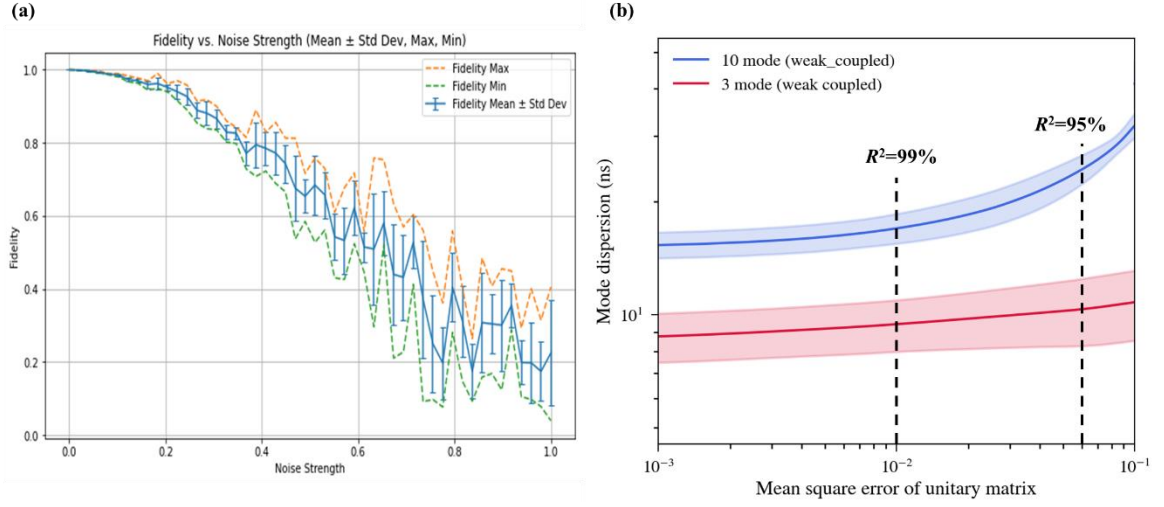 (a)
Fidelity vs. Noise Strength (Mean ± Std Dev, Max, Min)
Fidelity Max
Fidelity Min
Fidelity Mean ± Std Dev
Fidelity
1.0
0.8
0.6
0.4
0.2
0.0
0.0 0.2 0.4 0.6 0.8 1.0
Noise Strength
(b)
10 mode (weak_coupled)
3 mode (weak coupled)
R²=99%
R²=95%
Mode dispersion (ns)
10¹
10⁻³ 10⁻² 10⁻¹
Mean square error of unitary matrix